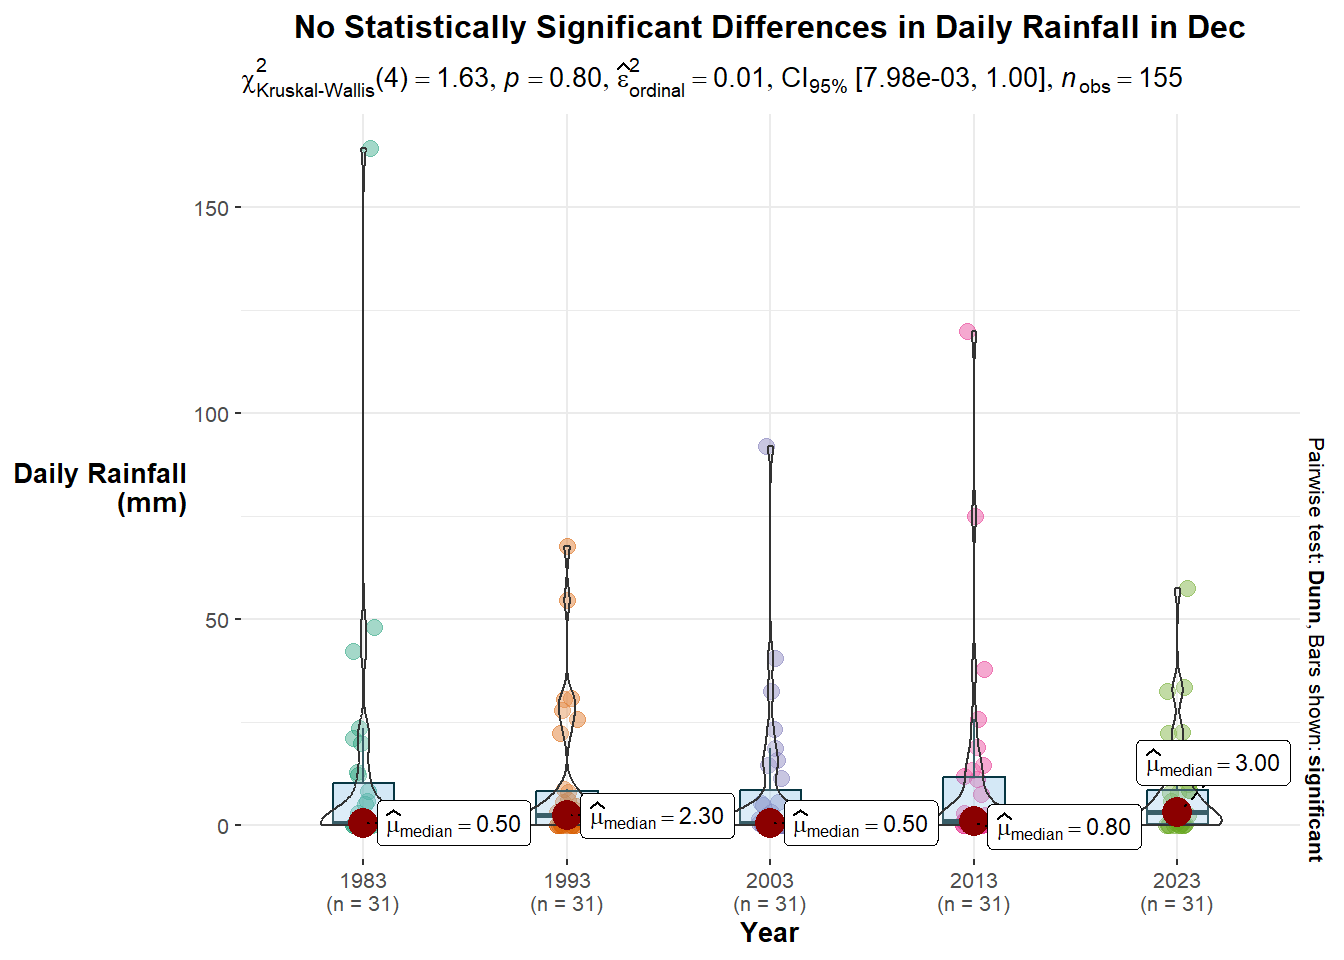 No Statistically Significant Differences in Daily Rainfall in Dec
χ²Kruskal-Wallis(4) = 1.63, p = 0.80, ε̂²ordinal = 0.01, CI95% [7.98e-03, 1.00], nobs = 155
150
100
50
0
Daily Rainfall
(mm)
μ̂median = 0.50
μ̂median = 2.30
μ̂median = 0.50
μ̂median = 0.80
μ̂median = 3.00
1983
(n = 31)
1993
(n = 31)
2003
(n = 31)
2013
(n = 31)
2023
(n = 31)
Year
Pairwise test: Dunn, Bars shown: significant